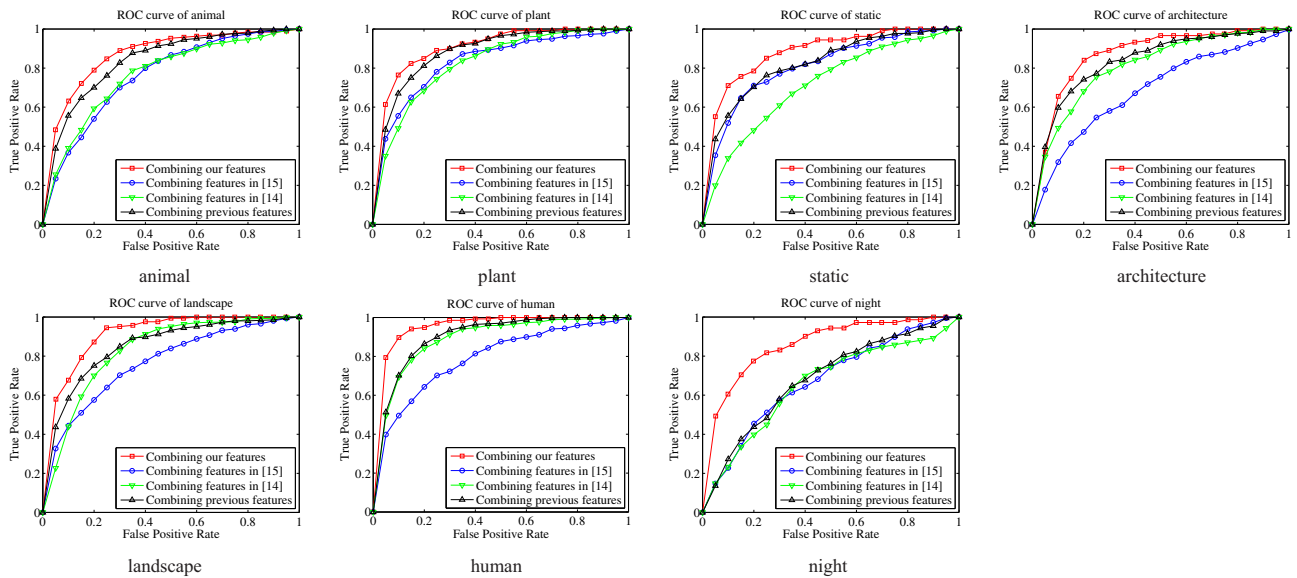 ROC curve of animal
1
0.8
0.6
0.4
0.2
0
True Positive Rate
Combining our features
Combining features in [15]
Combining features in [14]
Combining previous features
0 0.2 0.4 0.6 0.8 1
False Positive Rate
animal
ROC curve of plant
1
0.8
0.6
0.4
0.2
0
True Positive Rate
Combining our features
Combining features in [15]
Combining features in [14]
Combining previous features
0 0.2 0.4 0.6 0.8 1
False Positive Rate
plant
ROC curve of static
1
0.8
0.6
0.4
0.2
0
True Positive Rate
Combining our features
Combining features in [15]
Combining features in [14]
Combining previous features
0 0.2 0.4 0.6 0.8 1
False Positive Rate
static
ROC curve of architecture
1
0.8
0.6
0.4
0.2
0
True Positive Rate
Combining our features
Combining features in [15]
Combining features in [14]
Combining previous features
0 0.2 0.4 0.6 0.8 1
False Positive Rate
architecture
ROC curve of landscape
1
0.8
0.6
0.4
0.2
0
True Positive Rate
Combining our features
Combining features in [15]
Combining features in [14]
Combining previous features
0 0.2 0.4 0.6 0.8 1
False Positive Rate
landscape
ROC curve of human
1
0.8
0.6
0.4
0.2
0
True Positive Rate
Combining our features
Combining features in [15]
Combining features in [14]
Combining previous features
0 0.2 0.4 0.6 0.8 1
False Positive Rate
human
ROC curve of night
1
0.8
0.6
0.4
0.2
0
True Positive Rate
Combining our features
Combining features in [15]
Combining features in [14]
Combining previous features
0 0.2 0.4 0.6 0.8 1
False Positive Rate
night